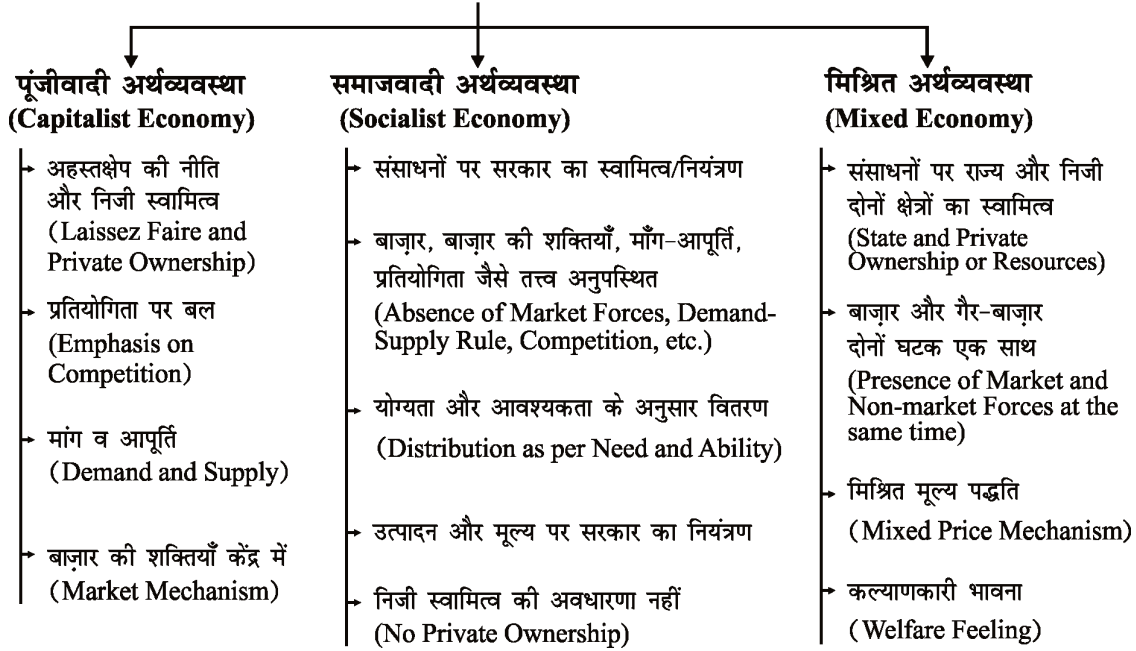 पूंजीवादी अर्थव्यवस्था
(Capitalist Economy)
अहस्तक्षेप की नीति
और निजी स्वामित्व
(Laissez Faire and
Private Ownership)
प्रतियोगिता पर बल
(Emphasis on
Competition)
मांग व आपूर्ति
(Demand and Supply)
बाज़ार की शक्तियाँ केंद्र में
(Market Mechanism)
समाजवादी अर्थव्यवस्था
(Socialist Economy)
संसाधनों पर सरकार का स्वामित्व/नियंत्रण
बाज़ार, बाज़ार की शक्तियाँ, माँग-आपूर्ति,
प्रतियोगिता जैसे तत्त्व अनुपस्थित
(Absence of Market Forces, Demand-
Supply Rule, Competition, etc.)
योग्यता और आवश्यकता के अनुसार वितरण
(Distribution as per Need and Ability)
उत्पादन और मूल्य पर सरकार का नियंत्रण
निजी स्वामित्व की अवधारणा नहीं
(No Private Ownership)
मिश्रित अर्थव्यवस्था
(Mixed Economy)
संसाधनों पर राज्य और निजी
दोनों क्षेत्रों का स्वामित्व
(State and Private
Ownership or Resources)
बाज़ार और गैर-बाज़ार
दोनों घटक एक साथ
(Presence of Market and
Non-market Forces at the
same time)
मिश्रित मूल्य पद्धति
(Mixed Price Mechanism)
कल्याणकारी भावना
(Welfare Feeling)